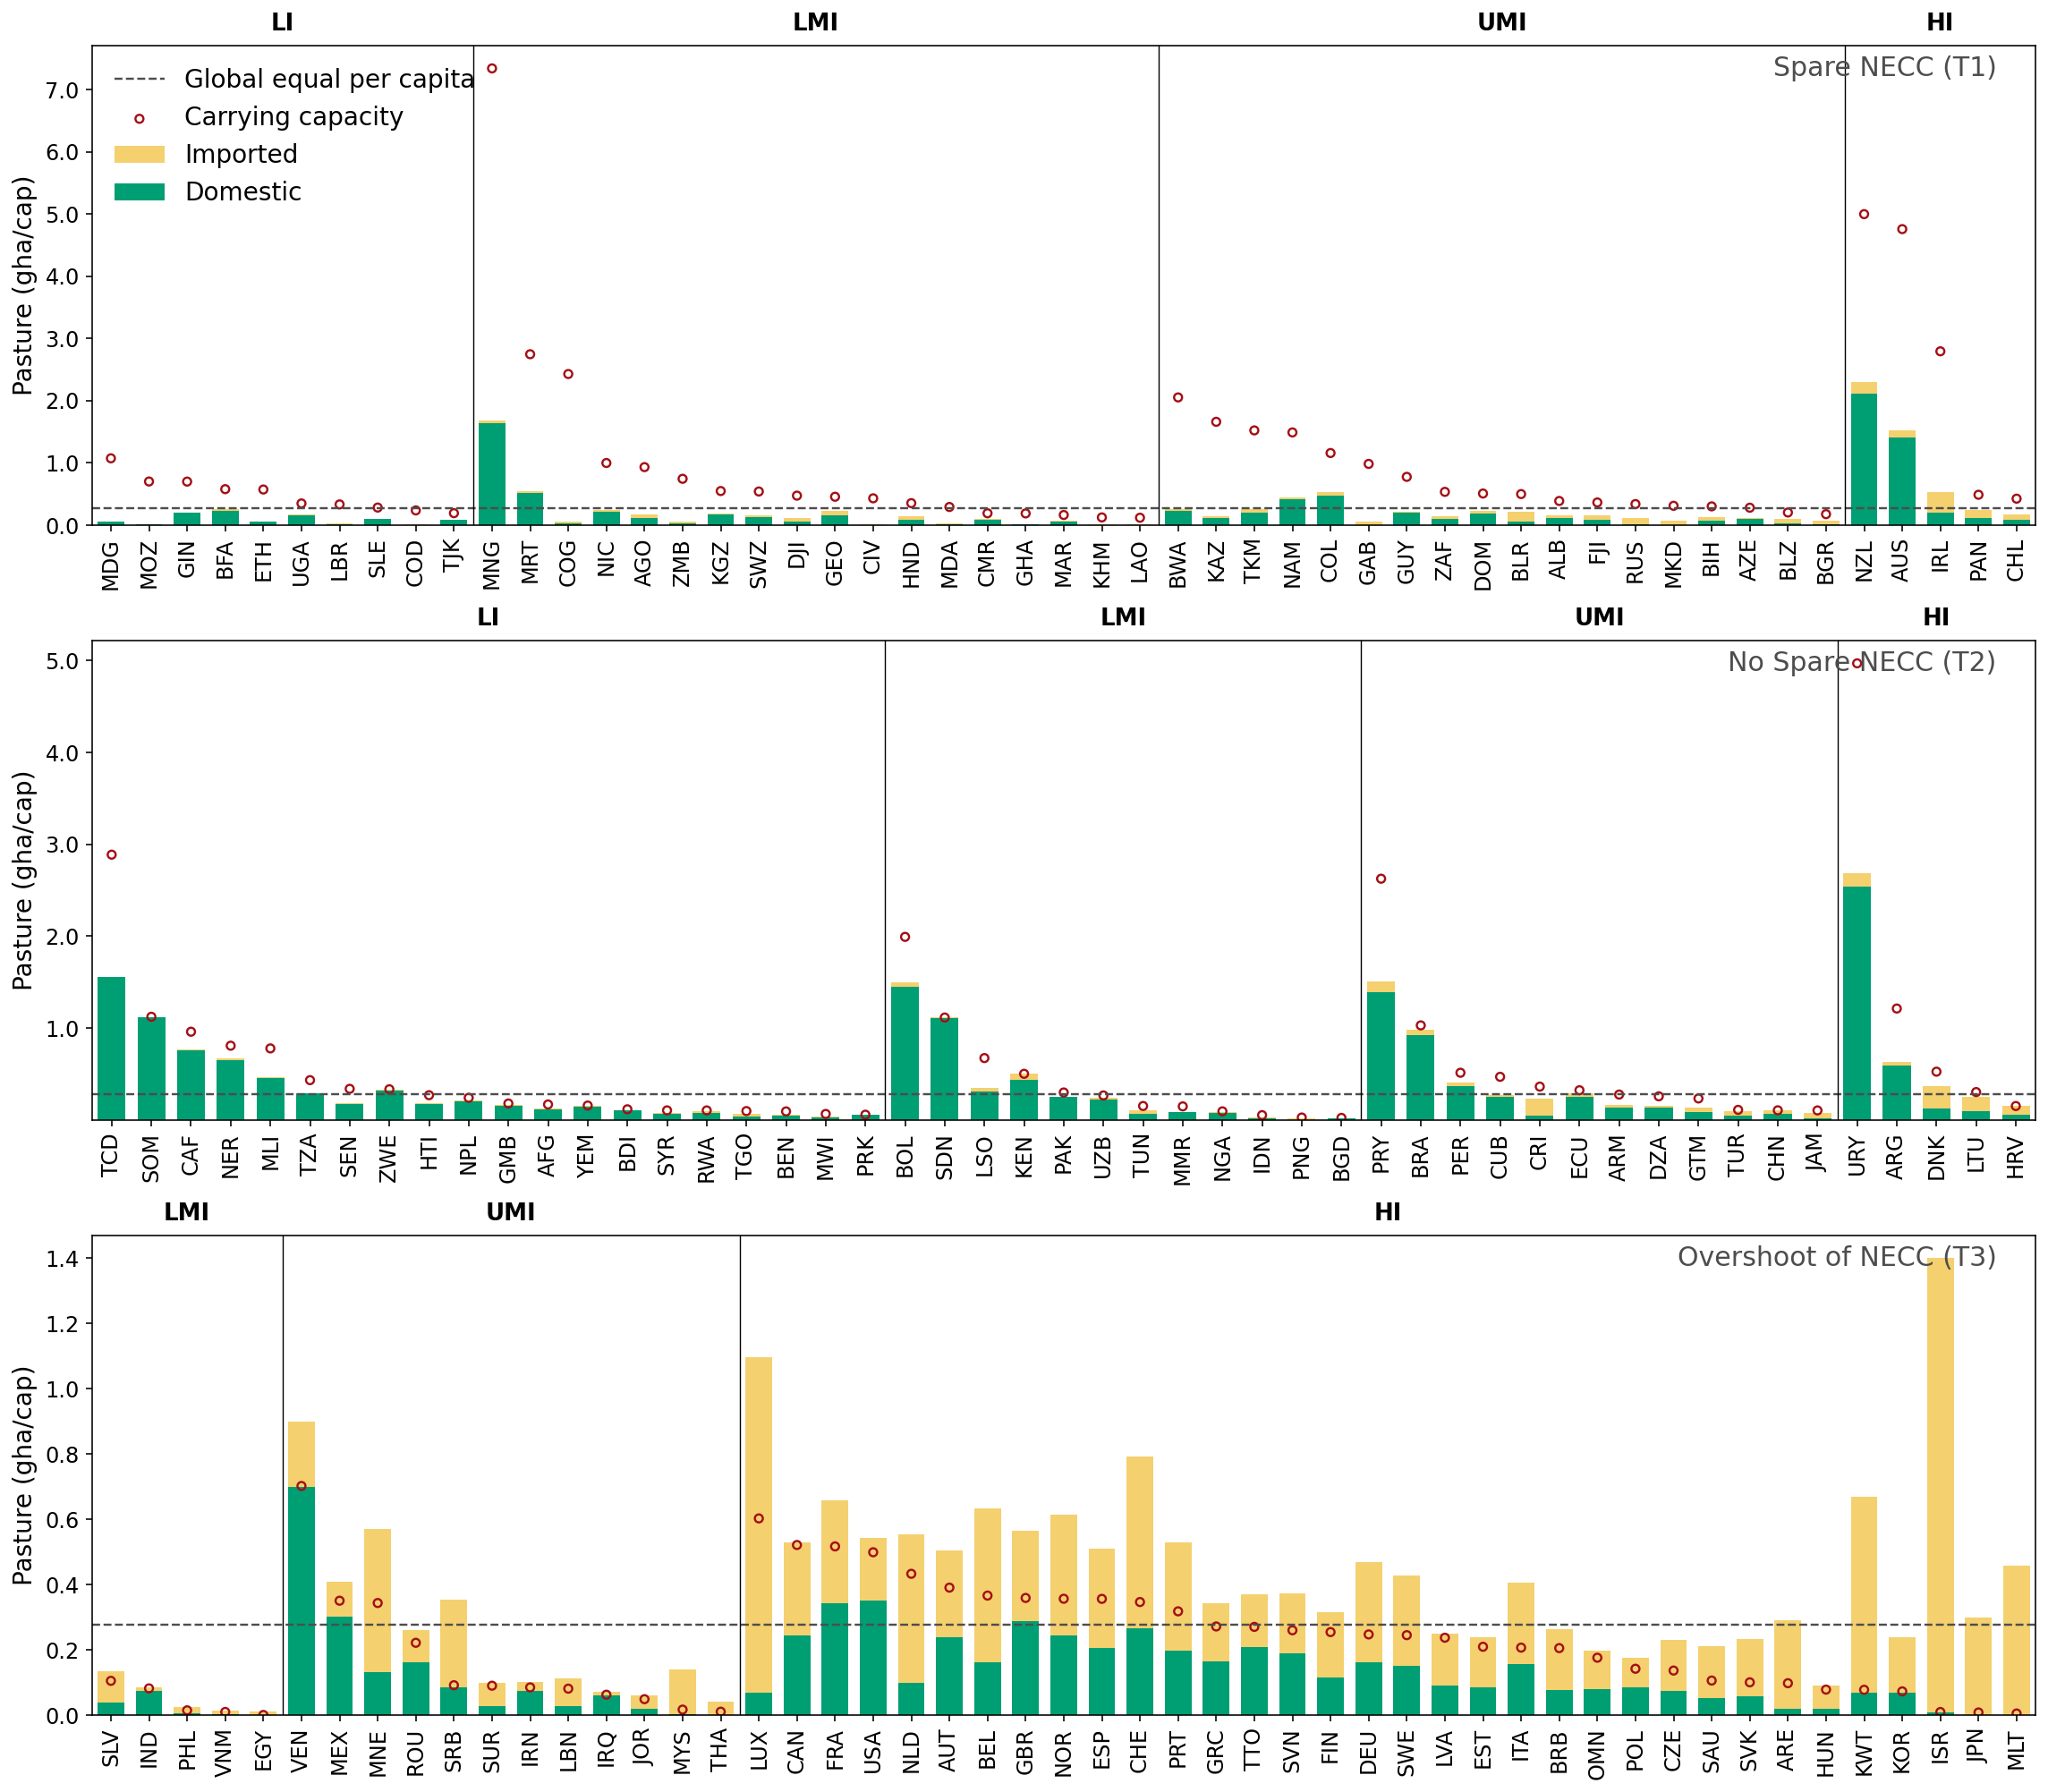 LI LMI UMI HI
Spare NECC (T1)
Global equal per capita
Carrying capacity
Imported
Domestic
Pasture (gha/cap)
7.0
6.0
5.0
4.0
3.0
2.0
1.0
0.0
MDG MOZ GIN BFA ETH UGA LBR SLE COD TJK MNG MRT COG NIC AGO ZMB KGZ SWZ DJI GEO CIV HND MDA CMR GHA MAR KHM LAO BWA KAZ TKM NAM COL GAB GUY ZAF DOM BLR ALB FJI RUS MKD BIH AZE BLZ BGR NZL AUS IRL PAN CHL
LI LMI UMI HI
No Spare NECC (T2)
Pasture (gha/cap)
5.0
4.0
3.0
2.0
1.0
TCD SOM CAF NER MLI TZA SEN ZWE HTI NPL GMB AFG YEM BDI SYR RWA TGO BEN MWI PRK BOL SDN LSO KEN PAK UZB TUN MMR NGA IDN PNG BGD PRY BRA PER CUB CRI ECU ARM DZA GTM TUR CHN JAM URY ARG DNK LTU HRV
LMI UMI HI
Overshoot of NECC (T3)
Pasture (gha/cap)
1.4
1.2
1.0
0.8
0.6
0.4
0.2
0.0
SLV IND PHL VNM EGY VEN MEX MNE ROU SRB SUR IRN LBN IRQ JOR MYS THA LUX CAN FRA USA NLD AUT BEL GBR NOR ESP CHE PRT GRC TTO SVN FIN DEU SWE LVA EST ITA BRB OMN POL CZE SAU SVK ARE HUN KWT KOR ISR JPN MLT